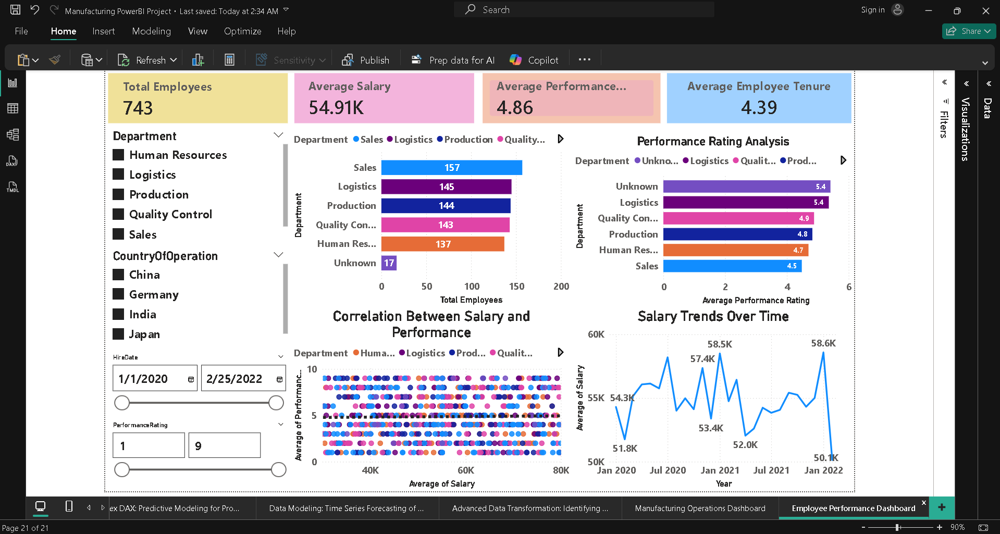 Manufacturing PowerBI Project • Last saved: Today at 2:34 AM
Search
Sign in
File
Home
Insert
Modeling
View
Optimize
Help
Share
Refresh
Sensitivity
Publish
Prep data for AI
Copilot
DAX
TMDL
Total Employees
743
Average Salary
54.91K
Average Performance...
4.86
Average Employee Tenure
4.39
Filters
Visualizations
Data
Department
Human Resources
Logistics
Production
Quality Control
Sales
CountryOfOperation
China
Germany
India
Japan
HireDate
1/1/2020
2/25/2022
PerformanceRating
1
9
Department Sales Logistics Production Quality...
Department
Sales 157
Logistics 145
Production 144
Quality Con... 143
Human Res... 137
Unknown 17
0 50 100 150 200
Total Employees
Performance Rating Analysis
Department Unkno... Logistics Qualit... Prod...
Department
Unknown 5.4
Logistics 5.4
Quality Con... 4.9
Production 4.8
Human Res... 4.7
Sales 4.5
0 2 4 6
Average Performance Rating
Correlation Between Salary and
Performance
Department Huma... Logistics Prod... Qualit...
Average of Performanc...
10
5
0
40K 60K 80K
Average of Salary
Salary Trends Over Time
Average of Salary
60K
55K
50K
54.3K
51.8K
57.4K
53.4K
58.5K
52.0K
58.6K
50.1K
Jan 2020 Jul 2020 Jan 2021 Jul 2021 Jan 2022
Year
ex DAX: Predictive Modeling for Pro...
Data Modeling: Time Series Forecasting of ...
Advanced Data Transformation: Identifying ...
Manufacturing Operations Dashboard
Employee Performance Dashboard
Page 21 of 21
90%